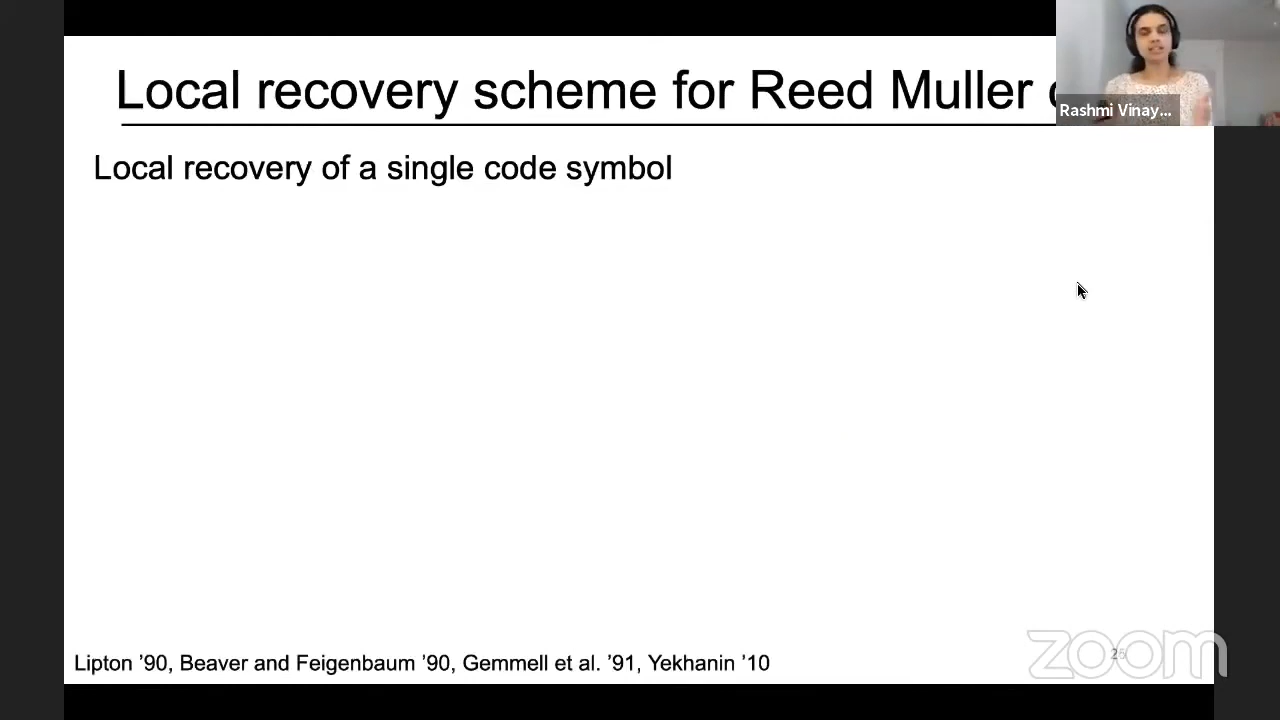 Local recovery scheme for Reed Muller
Rashmi Vinay...
Local recovery of a single code symbol
Lipton ’90, Beaver and Feigenbaum ’90, Gemmell et al. ’91, Yekhanin ’10
zoom